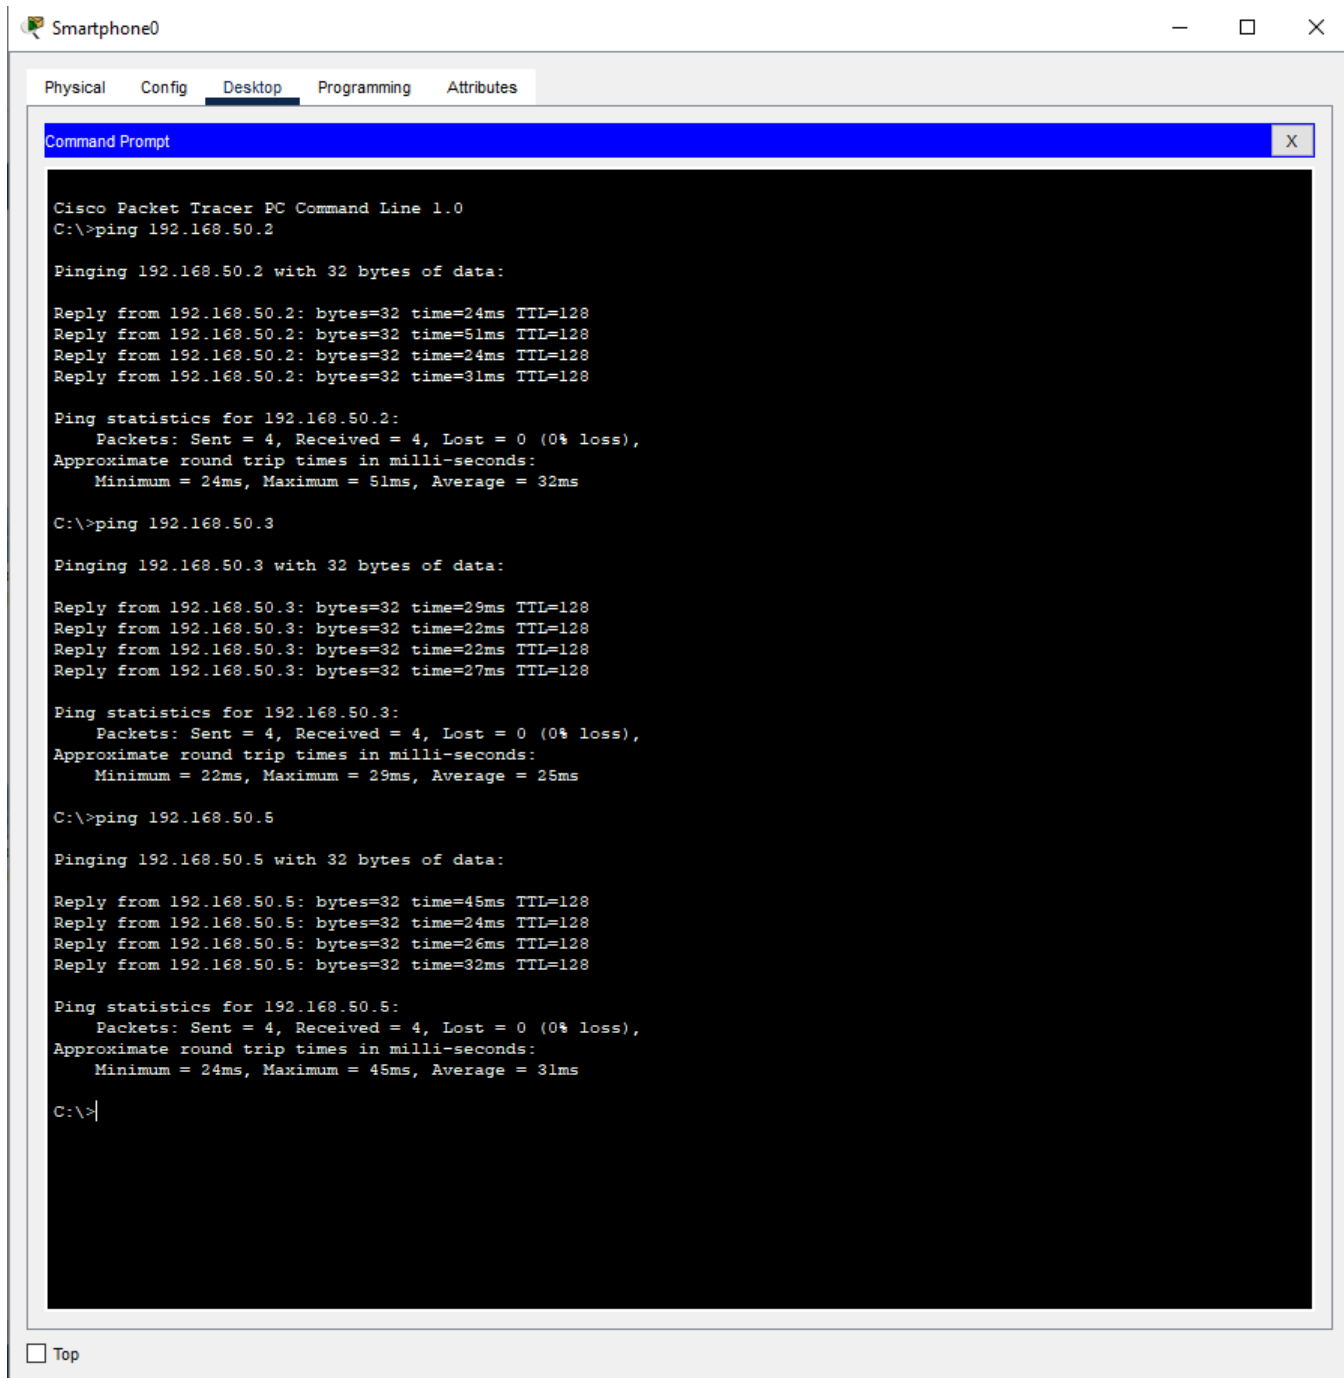 Smartphone0
Physical Config Desktop Programming Attributes
Command Prompt X
Cisco Packet Tracer PC Command Line 1.0
C:\>ping 192.168.50.2
Pinging 192.168.50.2 with 32 bytes of data:
Reply from 192.168.50.2: bytes=32 time=24ms TTL=128
Reply from 192.168.50.2: bytes=32 time=51ms TTL=128
Reply from 192.168.50.2: bytes=32 time=24ms TTL=128
Reply from 192.168.50.2: bytes=32 time=31ms TTL=128
Ping statistics for 192.168.50.2:
Packets: Sent = 4, Received = 4, Lost = 0 (0% loss),
Approximate round trip times in milli-seconds:
Minimum = 24ms, Maximum = 51ms, Average = 32ms
C:\>ping 192.168.50.3
Pinging 192.168.50.3 with 32 bytes of data:
Reply from 192.168.50.3: bytes=32 time=29ms TTL=128
Reply from 192.168.50.3: bytes=32 time=22ms TTL=128
Reply from 192.168.50.3: bytes=32 time=22ms TTL=128
Reply from 192.168.50.3: bytes=32 time=27ms TTL=128
Ping statistics for 192.168.50.3:
Packets: Sent = 4, Received = 4, Lost = 0 (0% loss),
Approximate round trip times in milli-seconds:
Minimum = 22ms, Maximum = 29ms, Average = 25ms
C:\>ping 192.168.50.5
Pinging 192.168.50.5 with 32 bytes of data:
Reply from 192.168.50.5: bytes=32 time=45ms TTL=128
Reply from 192.168.50.5: bytes=32 time=24ms TTL=128
Reply from 192.168.50.5: bytes=32 time=26ms TTL=128
Reply from 192.168.50.5: bytes=32 time=32ms TTL=128
Ping statistics for 192.168.50.5:
Packets: Sent = 4, Received = 4, Lost = 0 (0% loss),
Approximate round trip times in milli-seconds:
Minimum = 24ms, Maximum = 45ms, Average = 31ms
C:\>
Top